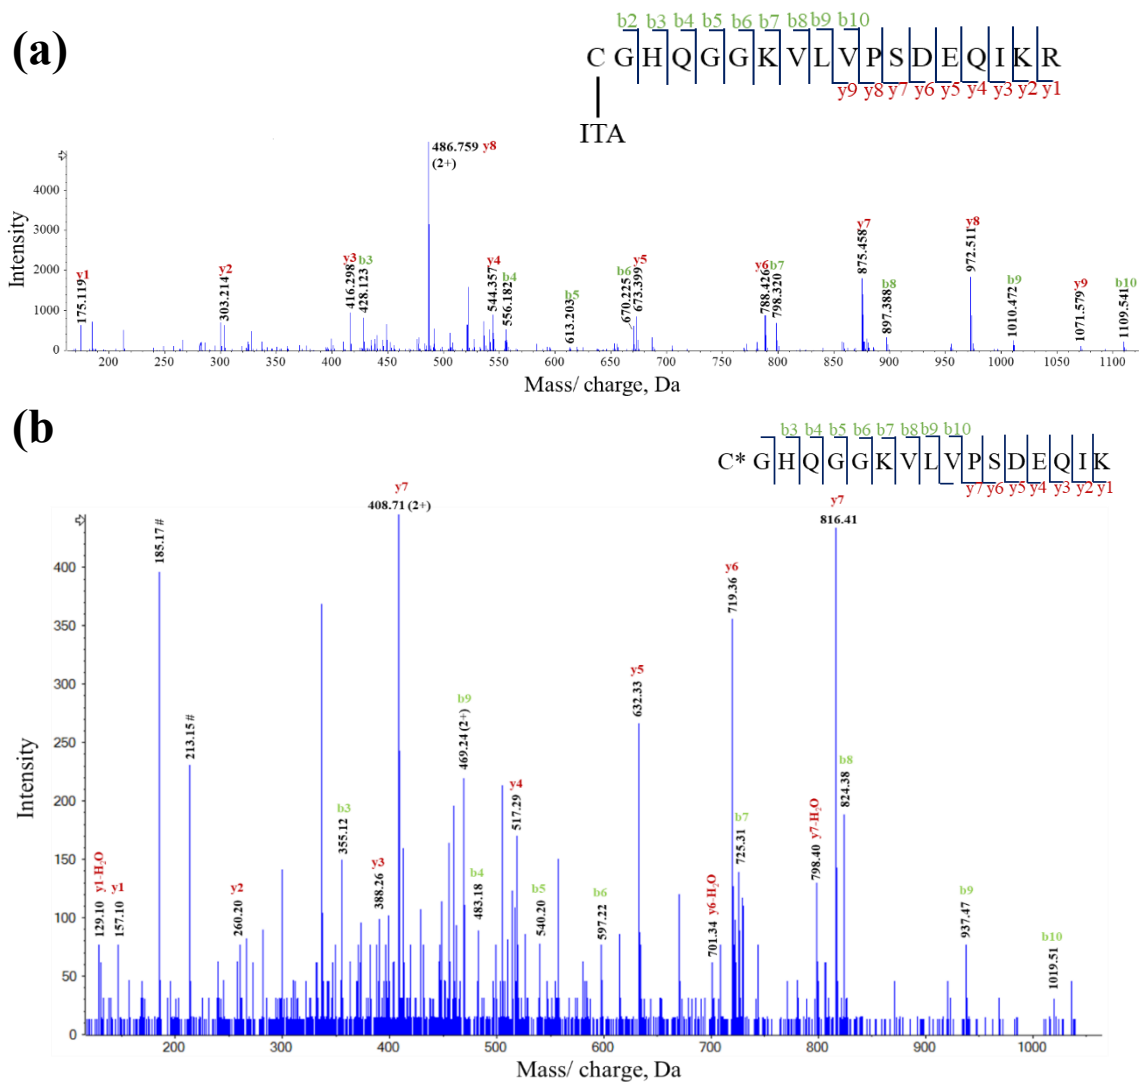 (a)
b2 b3 b4 b5 b6 b7 b8 b9 b10
C G H Q G G K V L V P S D E Q I K R
y9 y8 y7 y6 y5 y4 y3 y2 y1
ITA
Intensity
4000
3000
2000
1000
0
y1
175.119
y2
303.214
y3
416.298
b3
428.123
486.759 y8
(2+)
y4
544.357
b4
556.182
b5
613.203
b6
670.225
y5
673.399
y6
788.426
b7
798.320
y7
875.458
b8
897.388
y8
972.511
b9
1010.472
y9
1071.579
b10
1109.541
200 300 400 500 600 700 800 900 1000 1100
Mass/ charge, Da
(b
b3 b4 b5 b6 b7 b8 b9 b10
C* G H Q G G K V L V P S D E Q I K
y7 y6 y5 y4 y3 y2 y1
Intensity
400
350
300
250
200
150
100
50
0
129.10 y1-H₂O
y1
157.10
185.17 #
213.15 #
y2
260.20
b3
355.12
y3
388.26
y7
408.71 (2+)
b9
469.24 (2+)
b4
483.18
y4
517.29
b5
540.20
b6
597.22
y5
632.33
701.34 y6-H₂O
y6
719.36
b7
725.31
798.40 y7-H₂O
y7
816.41
b8
824.38
b9
937.47
b10
1019.51
200 300 400 500 600 700 800 900 1000
Mass/ charge, Da